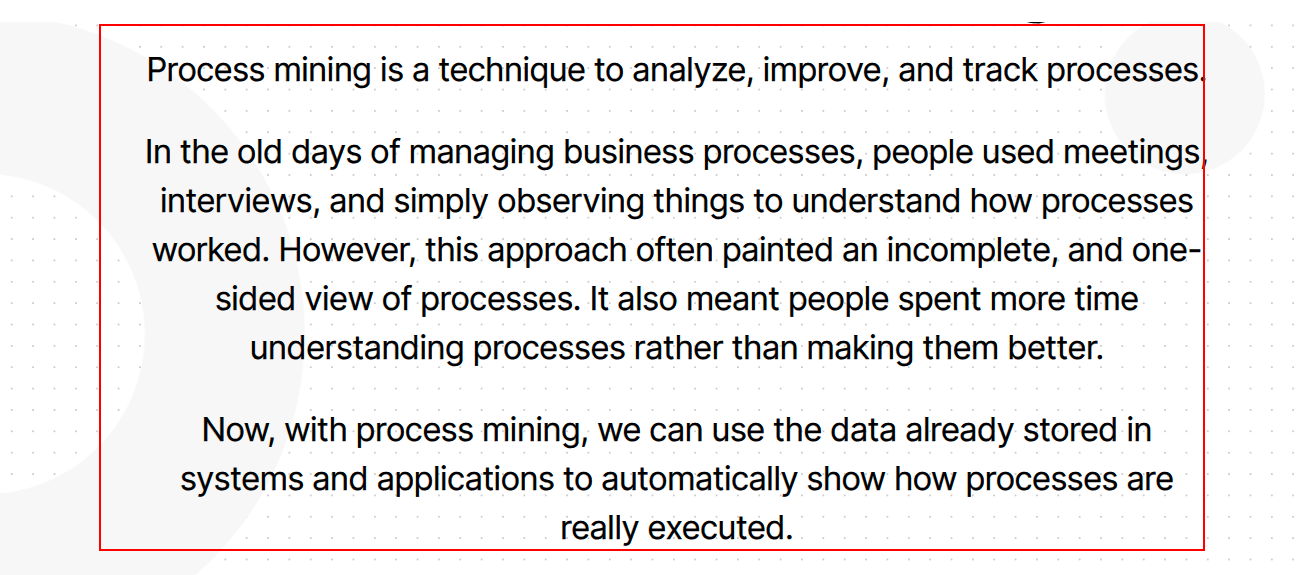 Process mining is a technique to analyze, improve, and track processes.
In the old days of managing business processes, people used meetings,
interviews, and simply observing things to understand how processes
worked. However, this approach often painted an incomplete, and one-
sided view of processes. It also meant people spent more time
understanding processes rather than making them better.
Now, with process mining, we can use the data already stored in
systems and applications to automatically show how processes are
really executed.